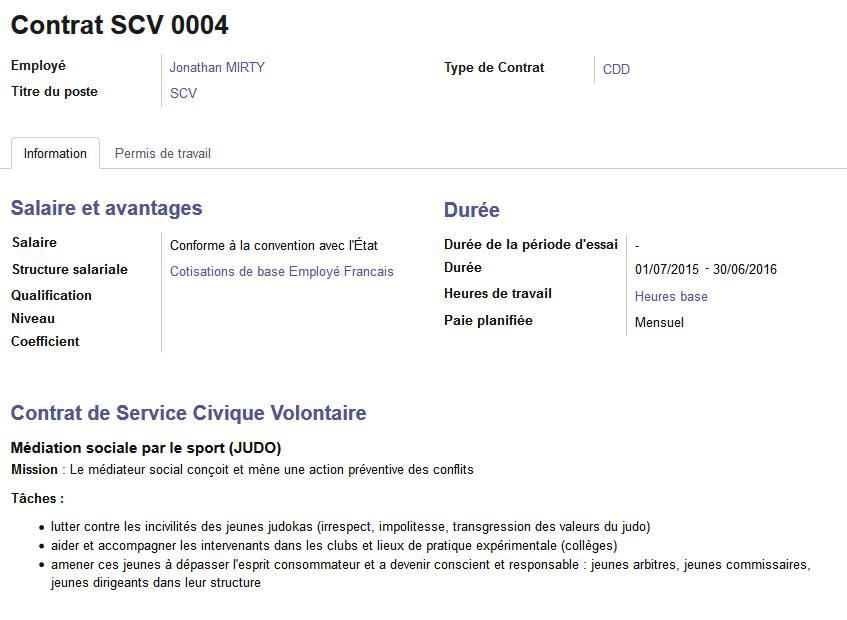 Contrat SCV 0004
Employé Jonathan MIRTY Type de Contrat CDD
Titre du poste SCV
Information Permis de travail
Salaire et avantages
Salaire Conforme à la convention avec l'État
Structure salariale Cotisations de base Employé Francais
Qualification
Niveau
Coefficient
Durée
Durée de la période d'essai -
Durée 01/07/2015 - 30/06/2016
Heures de travail Heures base
Paie planifiée Mensuel
Contrat de Service Civique Volontaire
Médiation sociale par le sport (JUDO)
Mission : Le médiateur social conçoit et mène une action préventive des conflits
Tâches :
• lutter contre les incivilités des jeunes judokas (irrespect, impolitesse, transgression des valeurs du judo)
• aider et accompagner les intervenants dans les clubs et lieux de pratique expérimentale (collèges)
• amener ces jeunes à dépasser l'esprit consommateur et a devenir conscient et responsable : jeunes arbitres, jeunes commissaires,
jeunes dirigeants dans leur structure